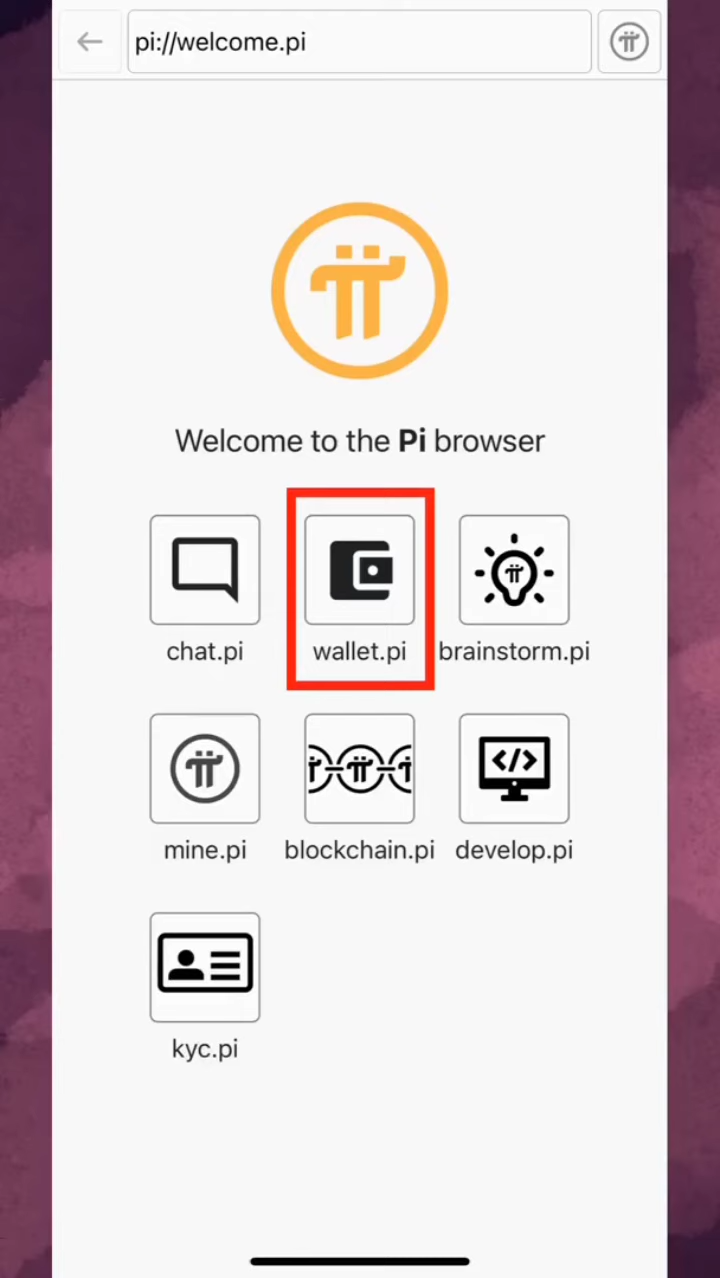 pi://welcome.pi
Welcome to the Pi browser
chat.pi
wallet.pi
brainstorm.pi
mine.pi
blockchain.pi
develop.pi
kyc.pi